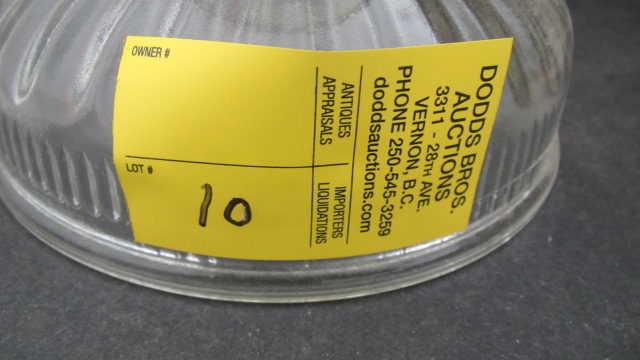 DODDS BROS.
AUCTIONS
3311 - 28TH AVE.
VERNON, B.C.
PHONE 250-545-3259
doddsauctions.com
ANTIQUES
APPRAISALS
IMPORTERS
LIQUIDATIONS
OWNER #
LOT #
10